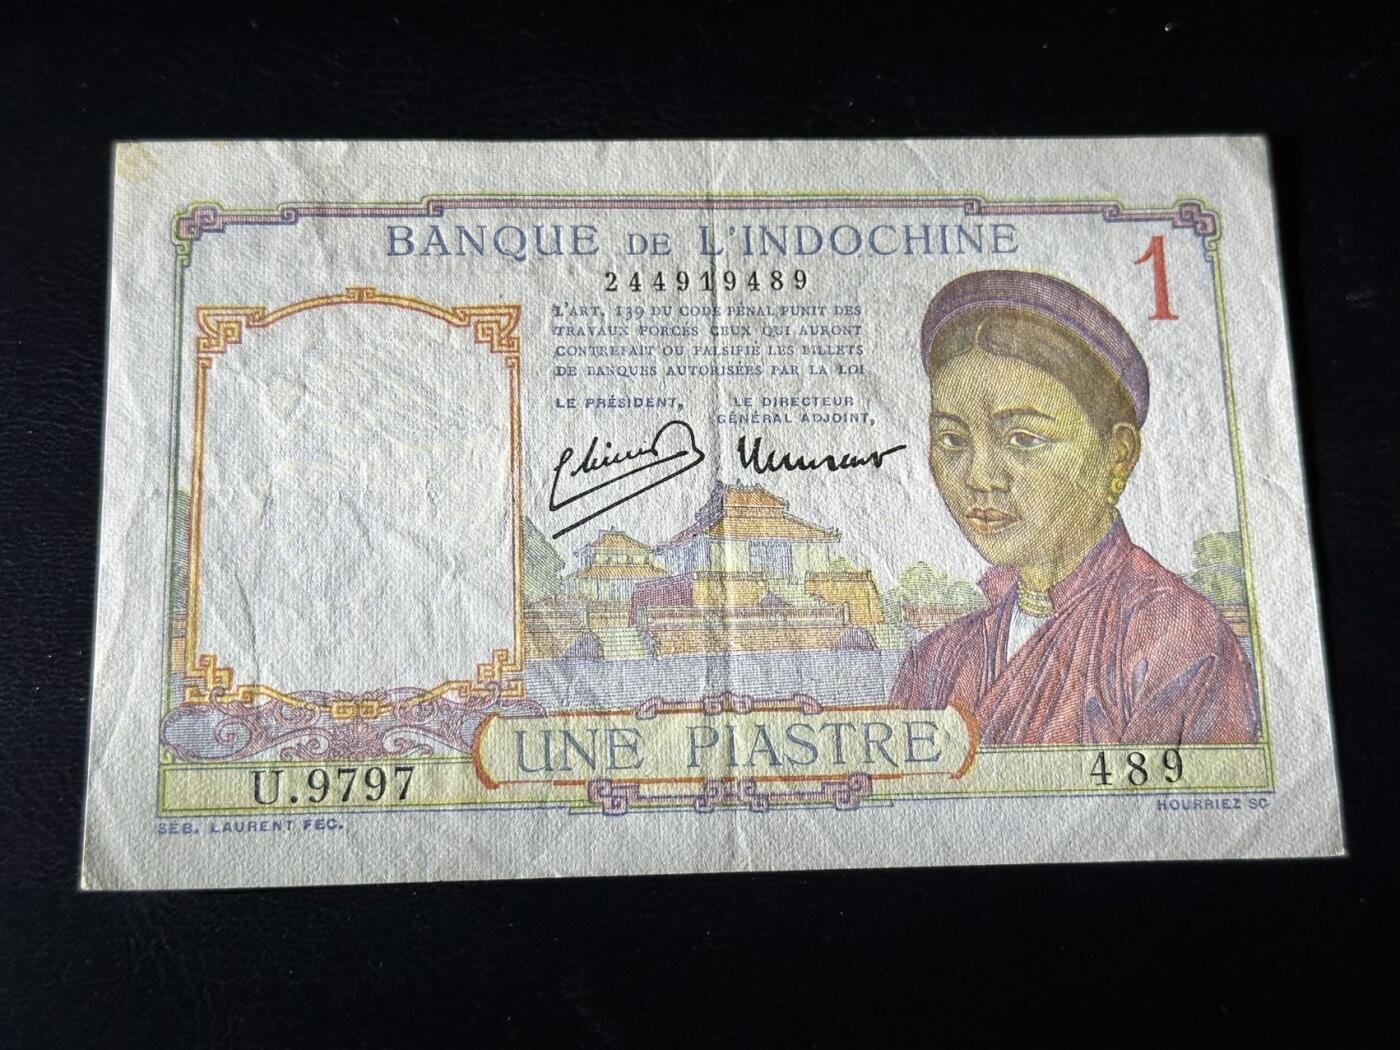 BANQUE DE L'INDOCHINE
1
244919489
L'ART. 139 DU CODE PÉNAL PUNIT DES
TRAVAUX FORCÉS CEUX QUI AURONT
CONTREFAIT OU FALSIFIÉ LES BILLETS
DE BANQUES AUTORISÉES PAR LA LOI
LE PRÉSIDENT,
LE DIRECTEUR
GÉNÉRAL ADJOINT,
UNE PIASTRE
U.9797
489
SÉB. LAURENT FEC.
HOURRIEZ SC